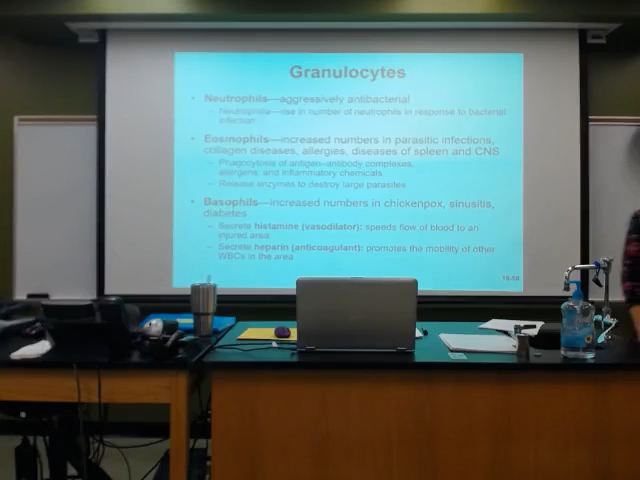 Granulocytes
• Neutrophils—aggressively antibacterial
– Neutrophilia—rise in number of neutrophils in response to bacterial
infection
• Eosinophils—increased numbers in parasitic infections,
collagen diseases, allergies, diseases of spleen and CNS
– Phagocytosis of antigen–antibody complexes,
allergens, and inflammatory chemicals
– Release enzymes to destroy large parasites
• Basophils—increased numbers in chickenpox, sinusitis,
diabetes
– Secrete histamine (vasodilator): speeds flow of blood to an
injured area
– Secrete heparin (anticoagulant): promotes the mobility of other
WBCs in the area